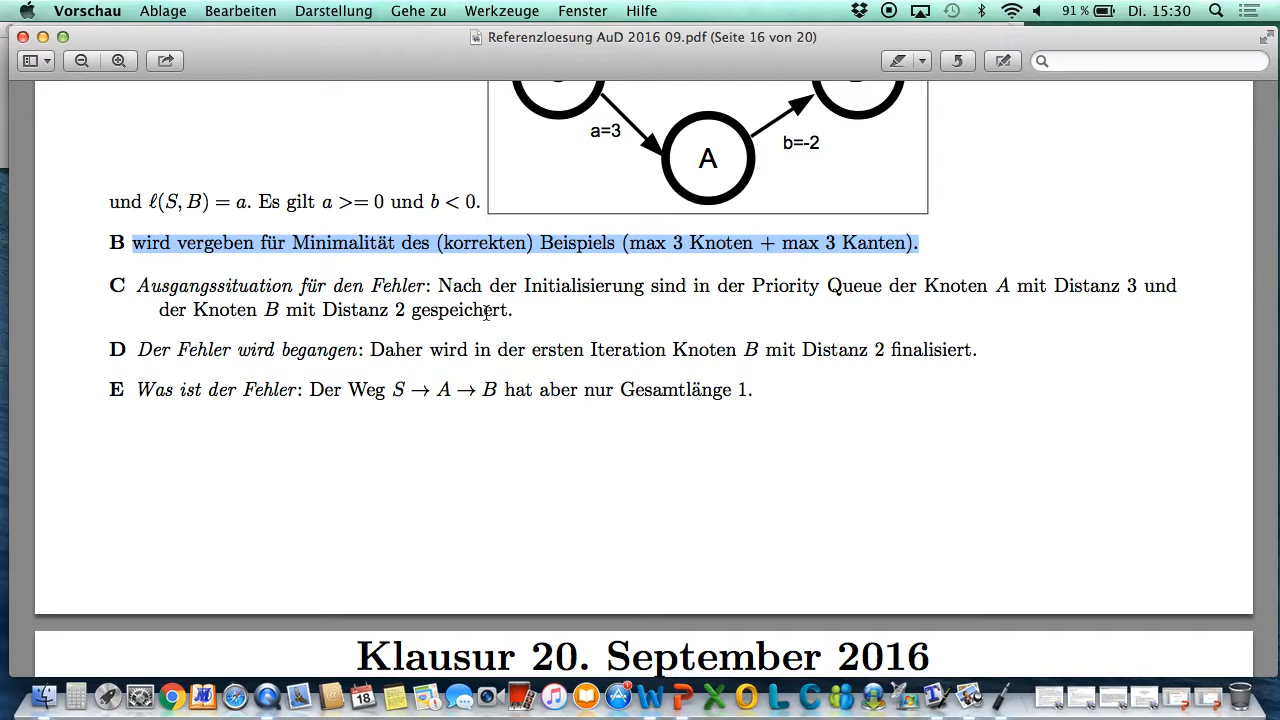 Vorschau Ablage Bearbeiten Darstellung Gehe zu Werkzeuge Fenster Hilfe 91 % Di. 15:30
Referenzloesung AuD 2016 09.pdf (Seite 16 von 20)
a=3
b=-2
A
und ℓ(S, B) = a. Es gilt a >= 0 und b < 0.
B wird vergeben für Minimalität des (korrekten) Beispiels (max 3 Knoten + max 3 Kanten).
C Ausgangssituation für den Fehler: Nach der Initialisierung sind in der Priority Queue der Knoten A mit Distanz 3 und
der Knoten B mit Distanz 2 gespeichert.
D Der Fehler wird begangen: Daher wird in der ersten Iteration Knoten B mit Distanz 2 finalisiert.
E Was ist der Fehler: Der Weg S → A → B hat aber nur Gesamtlänge 1.
Klausur 20. September 2016